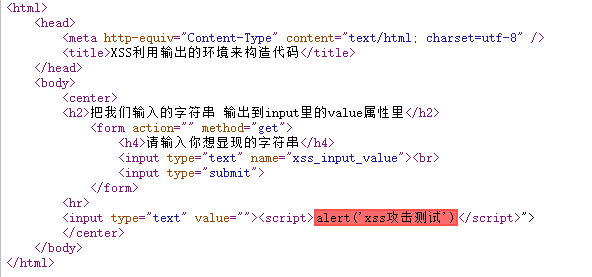 <html>
<head>
<meta http-equiv="Content-Type" content="text/html; charset=utf-8" />
<title>XSS利用输出的环境来构造代码</title>
</head>
<body>
<center>
<h2>把我们输入的字符串 输出到input里的value属性里</h2>
<form action="" method="get">
<h4>请输入你想显现的字符串</h4>
<input type="text" name="xss_input_value"><br>
<input type="submit">
</form>
<hr>
<input type="text" value=""><script>alert('xss攻击测试')</script>">
</center>
</body>
</html>